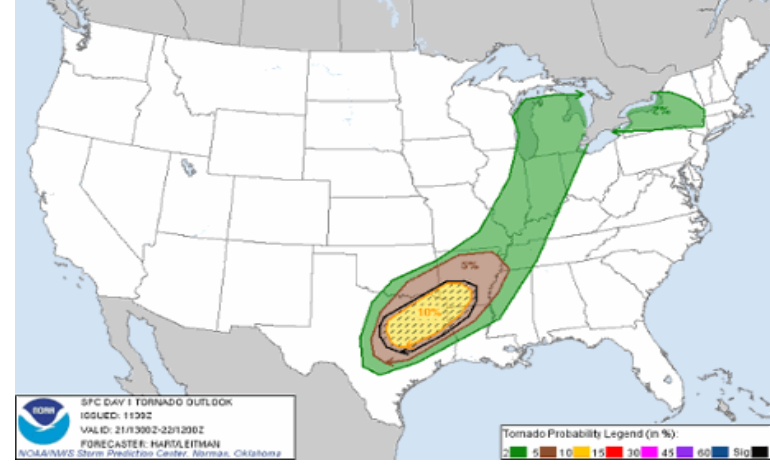 2%
5%
10%
NOAA
SPC DAY 1 TORNADO OUTLOOK
ISSUED: 1130Z
VALID: 21/1300Z-22/1200Z
FORECASTER: HART/LEITMAN
NOAA/NWS Storm Prediction Center, Norman, Oklahoma
Tornado Probability Legend (in %):
2 5 10 15 30 45 60 Sig